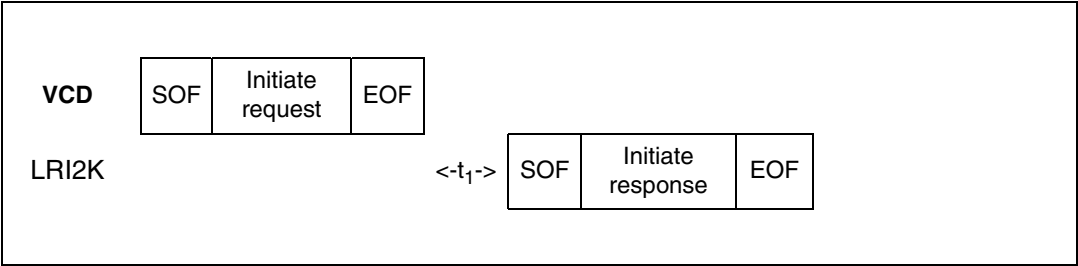 VCD SOF Initiate request EOF
LRI2K <-t1-> SOF Initiate response EOF